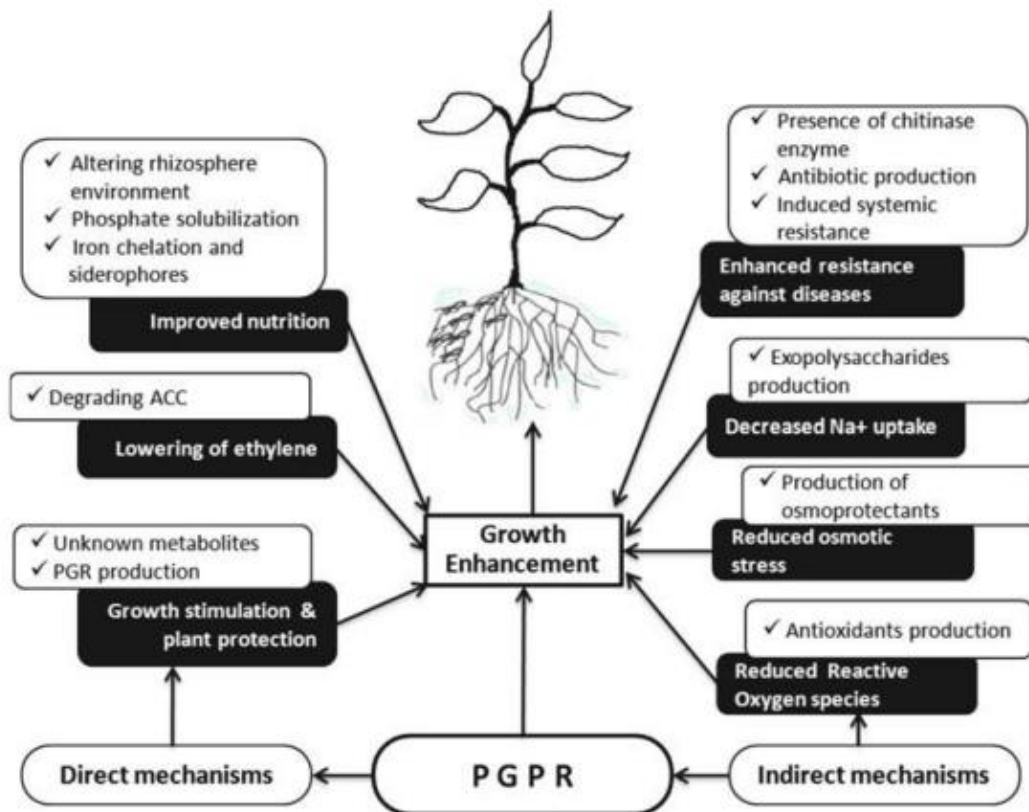 ✓ Altering rhizosphere
environment
✓ Phosphate solubilization
✓ Iron chelation and
siderophores
Improved nutrition
✓ Degrading ACC
Lowering of ethylene
✓ Unknown metabolites
✓ PGR production
Growth stimulation &
plant protection
✓ Presence of chitinase
enzyme
✓ Antibiotic production
✓ Induced systemic
resistance
Enhanced resistance
against diseases
✓ Exopolysaccharides
production
Decreased Na+ uptake
✓ Production of
osmoprotectants
Reduced osmotic
stress
✓ Antioxidants production
Reduced Reactive
Oxygen species
Growth
Enhancement
Direct mechanisms
P G P R
Indirect mechanisms